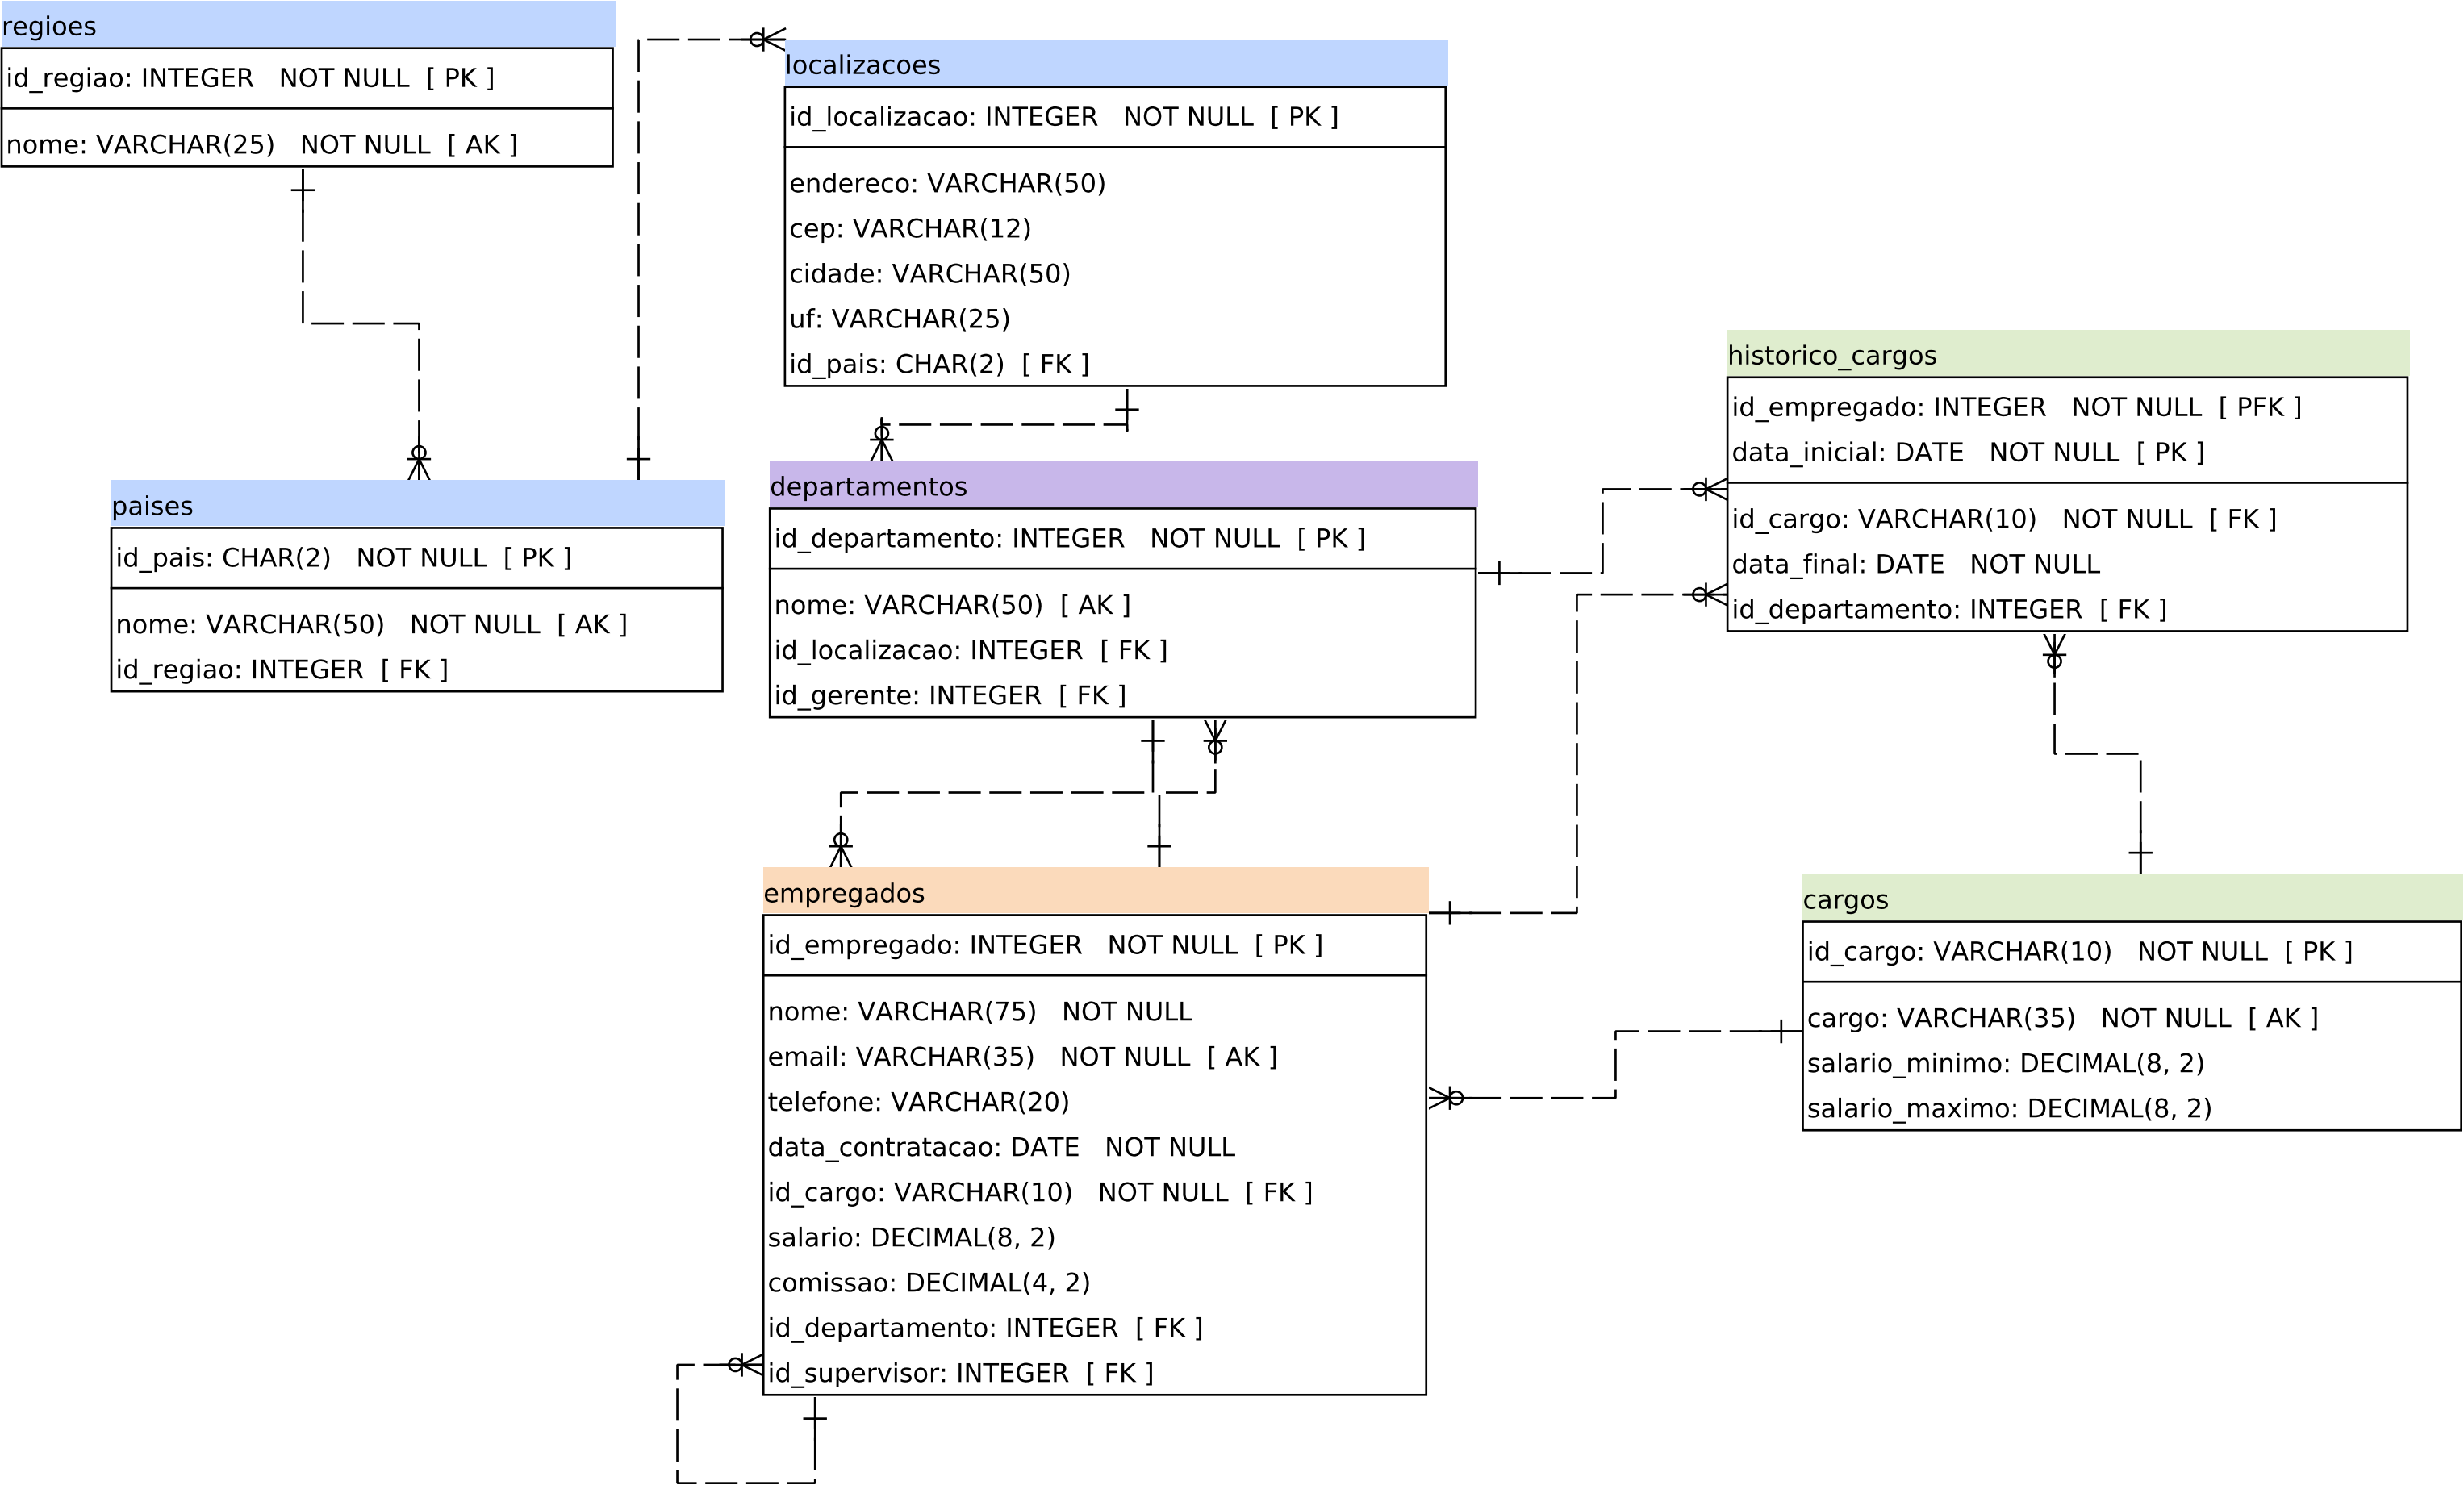 regioes
id_regiao: INTEGER NOT NULL [ PK ]
nome: VARCHAR(25) NOT NULL [ AK ]
localizacoes
id_localizacao: INTEGER NOT NULL [ PK ]
endereco: VARCHAR(50)
cep: VARCHAR(12)
cidade: VARCHAR(50)
uf: VARCHAR(25)
id_pais: CHAR(2) [ FK ]
paises
id_pais: CHAR(2) NOT NULL [ PK ]
nome: VARCHAR(50) NOT NULL [ AK ]
id_regiao: INTEGER [ FK ]
departamentos
id_departamento: INTEGER NOT NULL [ PK ]
nome: VARCHAR(50) [ AK ]
id_localizacao: INTEGER [ FK ]
id_gerente: INTEGER [ FK ]
historico_cargos
id_empregado: INTEGER NOT NULL [ PFK ]
data_inicial: DATE NOT NULL [ PK ]
id_cargo: VARCHAR(10) NOT NULL [ FK ]
data_final: DATE NOT NULL
id_departamento: INTEGER [ FK ]
empregados
id_empregado: INTEGER NOT NULL [ PK ]
nome: VARCHAR(75) NOT NULL
email: VARCHAR(35) NOT NULL [ AK ]
telefone: VARCHAR(20)
data_contratacao: DATE NOT NULL
id_cargo: VARCHAR(10) NOT NULL [ FK ]
salario: DECIMAL(8, 2)
comissao: DECIMAL(4, 2)
id_departamento: INTEGER [ FK ]
id_supervisor: INTEGER [ FK ]
cargos
id_cargo: VARCHAR(10) NOT NULL [ PK ]
cargo: VARCHAR(35) NOT NULL [ AK ]
salario_minimo: DECIMAL(8, 2)
salario_maximo: DECIMAL(8, 2)